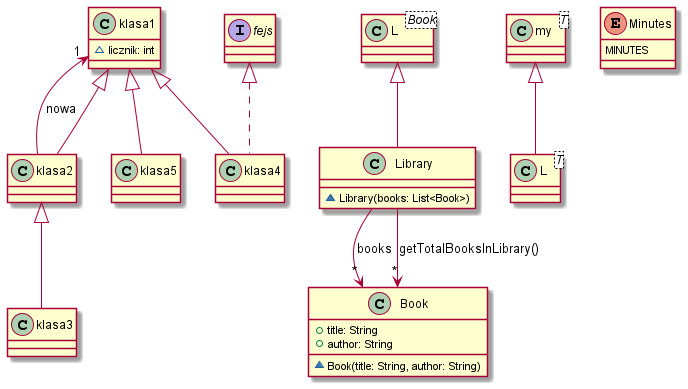 C klasa1
licznik: int
I fejs
C L Book
C my T
E Minutes
MINUTES
1
nowa
C klasa2
C klasa5
C klasa4
C Library
Library(books: List<Book>)
C L T
books
getTotalBooksInLibrary()
*
*
C klasa3
C Book
title: String
author: String
Book(title: String, author: String)